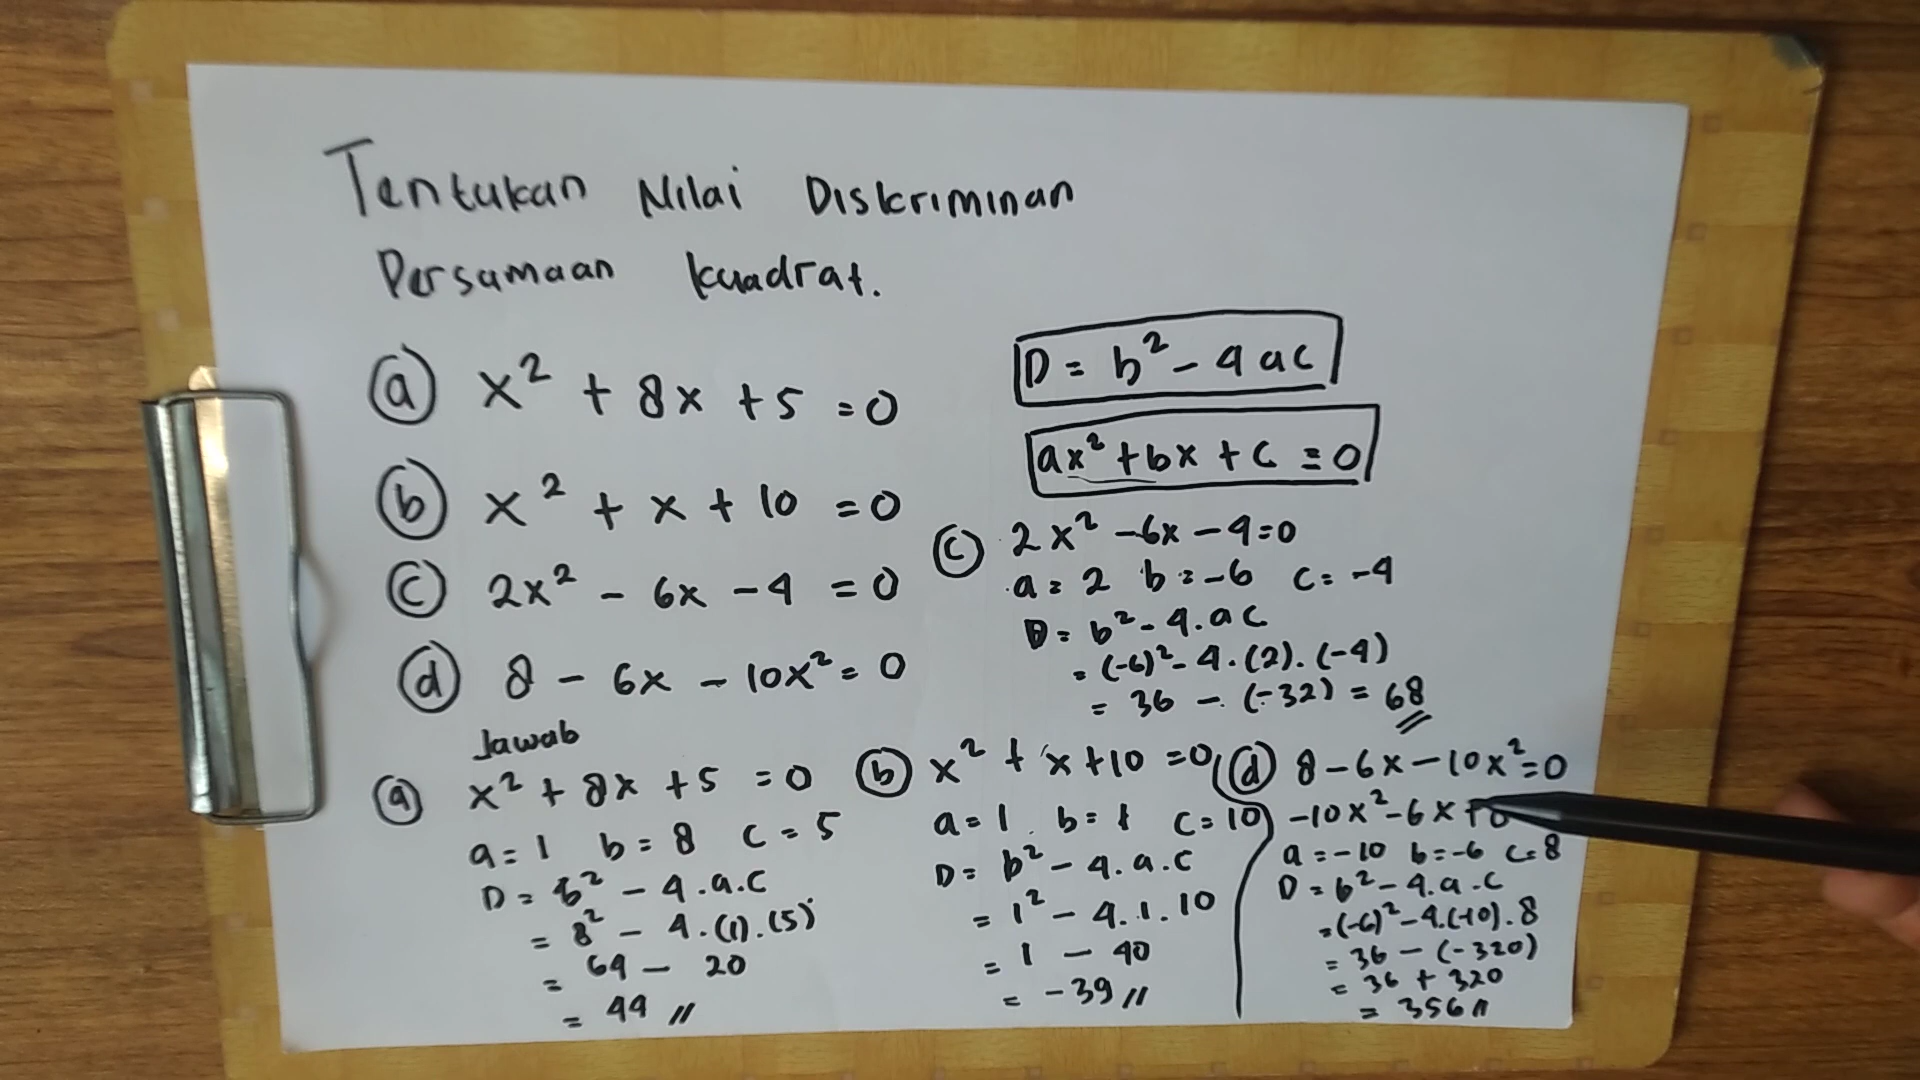 Tentukan Nilai Diskriminan
Persamaan kuadrat.
D = b² - 4 ac
ax² + bx + c = 0
(a) x² + 8x + 5 = 0
(b) x² + x + 10 = 0
(c) 2x² - 6x - 4 = 0
(d) 8 - 6x - 10x² = 0
(c) 2x² - 6x - 4 = 0
a = 2 b = -6 c = -4
D = b² - 4.ac
= (-6)² - 4.(2).(-4)
= 36 - (-32) = 68 //
Jawab
(a) x² + 8x + 5 = 0
a = 1 b = 8 c = 5
D = b² - 4.a.c
= 8² - 4.(1).(5)
= 64 - 20
= 44 //
(b) x² + x + 10 = 0
a = 1 b = 1 c = 10
D = b² - 4.a.c
= 1² - 4.1.10
= 1 - 40
= -39 //
(d) 8 - 6x - 10x² = 0
-10x² - 6x +
a = -10 b = -6 c = 8
D = b² - 4.a.c
= (-6)² - 4.(-10).8
= 36 - (-320)
= 36 + 320
= 356 //